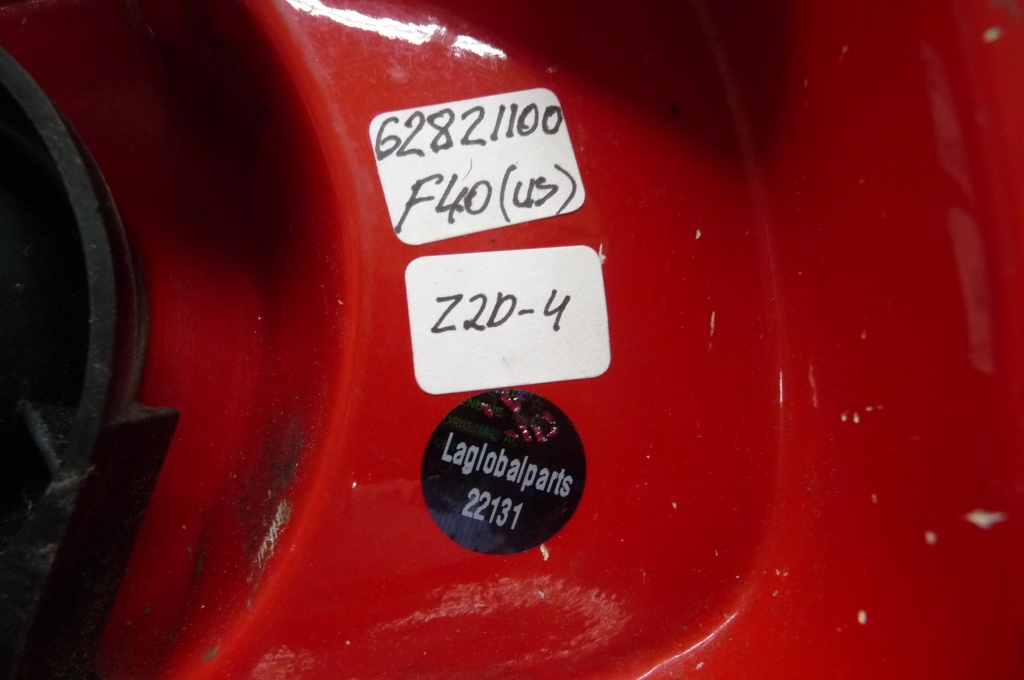 62821100
F40 (us)
Z2D-4
Laglobalparts
22131